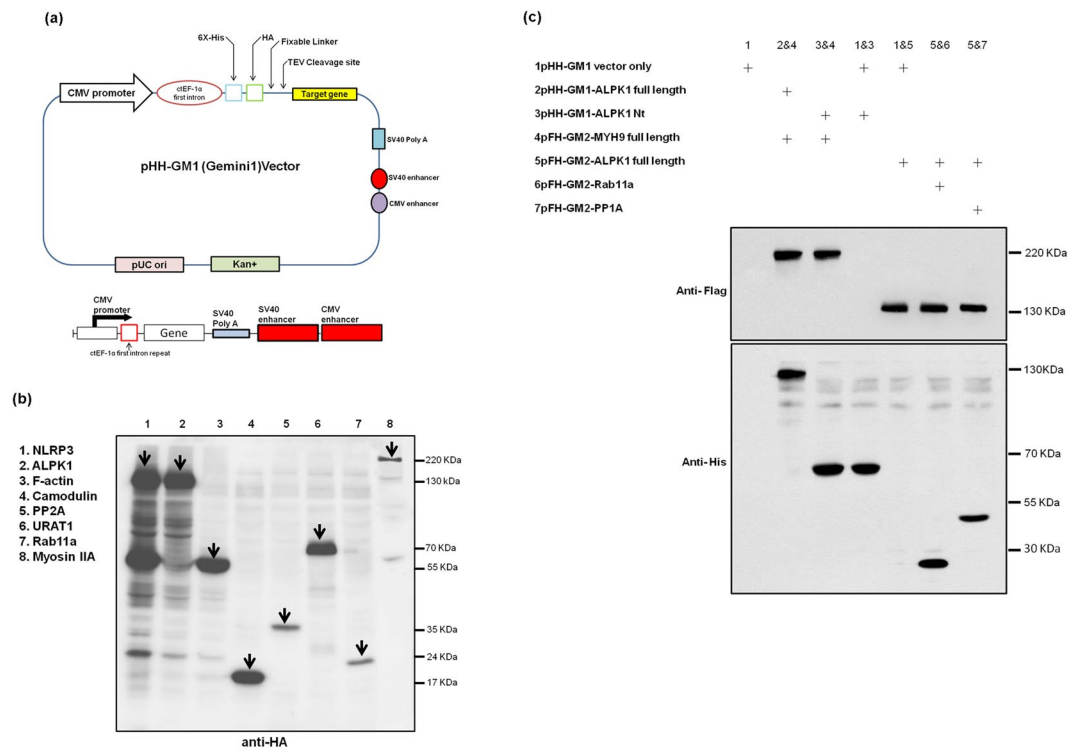 (a)
6X-His
HA
Fixable Linker
TEV Cleavage site
CMV promoter
ctEF-1α
first intron
Target gene
SV40 Poly A
pHH-GM1 (Gemini1)Vector
SV40 enhancer
CMV enhancer
pUC ori
Kan+
CMV
promoter
Gene
SV40
Poly A
SV40
enhancer
CMV
enhancer
ctEF-1α first intron repeat
(b)
1 2 3 4 5 6 7 8
1. NLRP3
2. ALPK1
3. F-actin
4. Camodulin
5. PP2A
6. URAT1
7. Rab11a
8. Myosin IIA
220 KDa
130 kDa
70 KDa
55 KDa
35 KDa
24 KDa
17 KDa
anti-HA
(c)
1 2&4 3&4 1&3 1&5 5&6 5&7
1pHH-GM1 vector only + + +
2pHH-GM1-ALPK1 full length +
3pHH-GM1-ALPK1 Nt + +
4pFH-GM2-MYH9 full length + +
5pFH-GM2-ALPK1 full length + + +
6pFH-GM2-Rab11a +
7pFH-GM2-PP1A +
Anti-Flag
220 KDa
130 KDa
Anti-His
130KDa
70 KDa
55 KDa
30 KDa